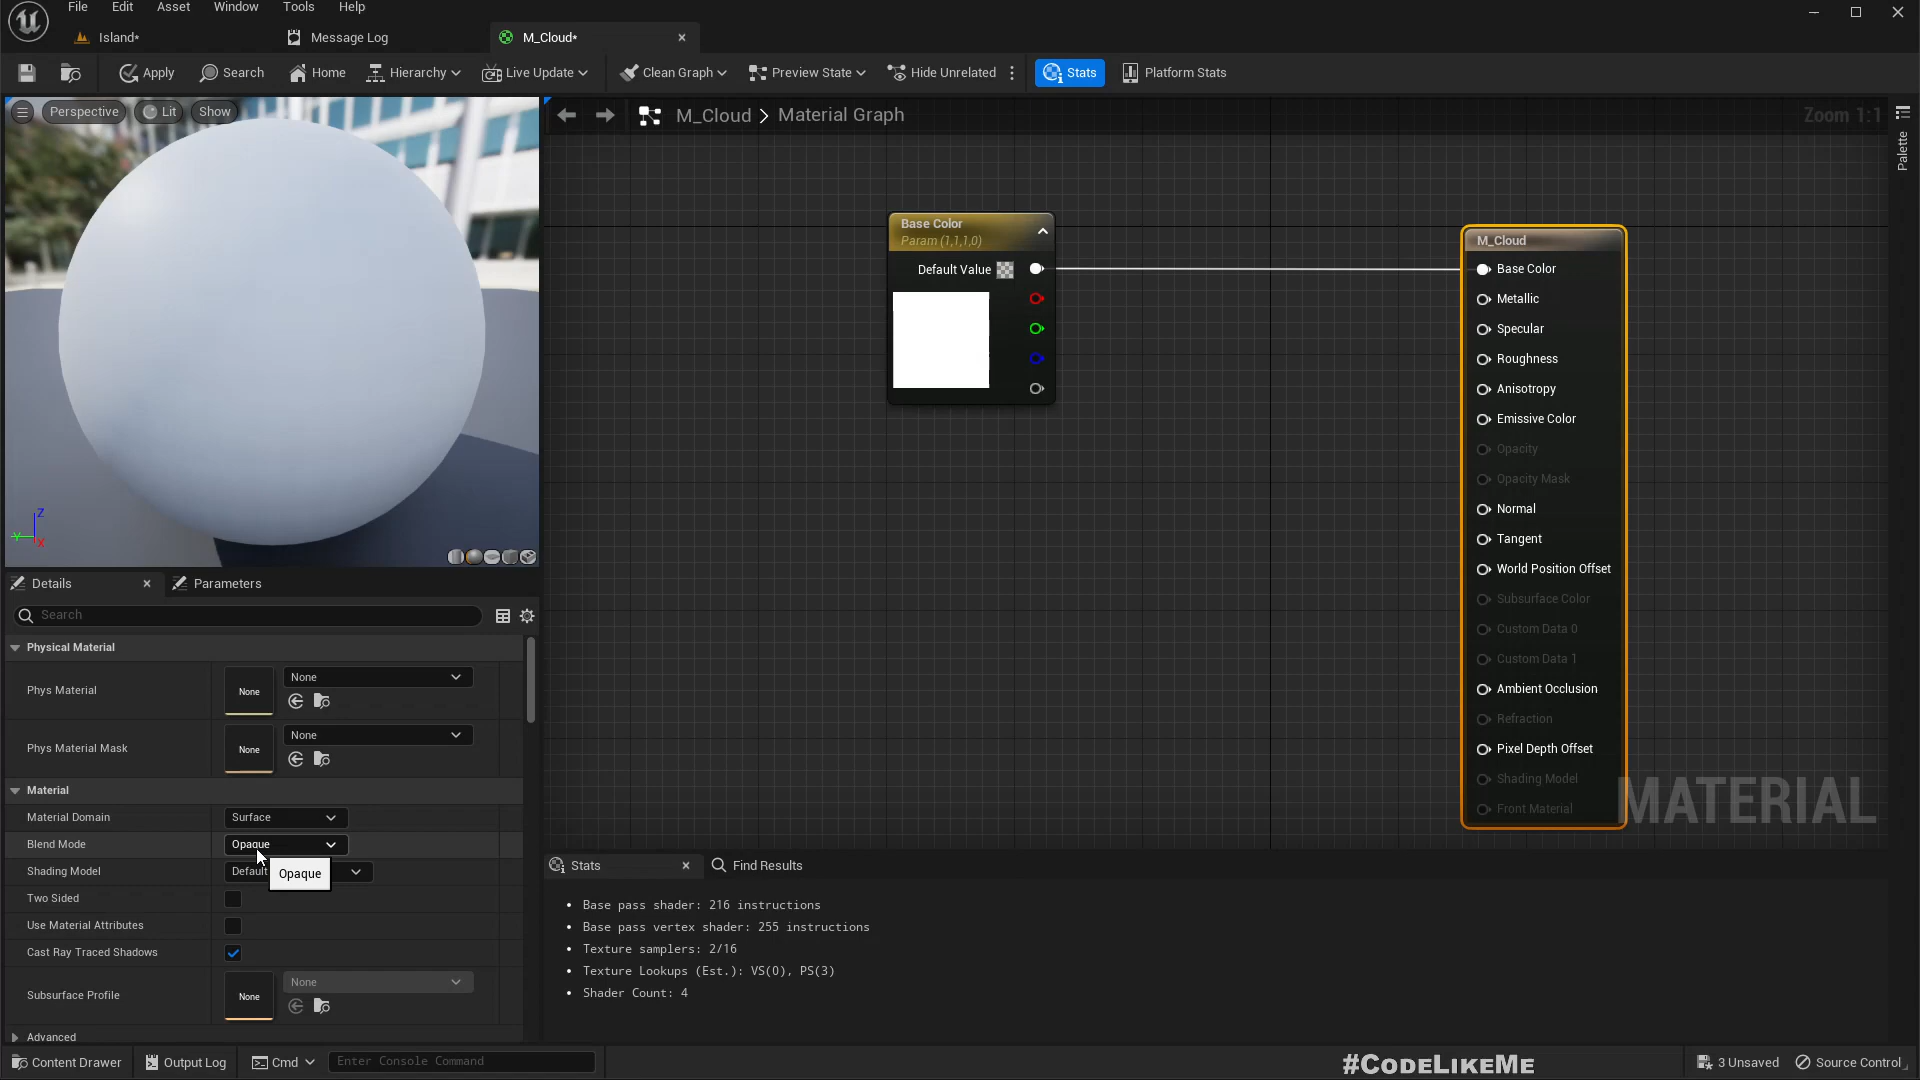 File Edit Asset Window Tools Help
Island* Message Log M_Cloud*
Apply Search Home Hierarchy Live Update Clean Graph Preview State Hide Unrelated Stats Platform Stats
Perspective Lit Show
M_Cloud > Material Graph Zoom 1:1
Palette
Base Color
Param (1,1,1,0)
Default Value
M_Cloud
Base Color
Metallic
Specular
Roughness
Anisotropy
Emissive Color
Opacity
Opacity Mask
Normal
Tangent
World Position Offset
Subsurface Color
Custom Data 0
Custom Data 1
Ambient Occlusion
Refraction
Pixel Depth Offset
Shading Model
Front Material
MATERIAL
Z
Y
X
Details Parameters
Search
Physical Material
Phys Material None None
Phys Material Mask None None
Material
Material Domain Surface
Blend Mode Opaque
Shading Model Default
Opaque
Two Sided
Use Material Attributes
Cast Ray Traced Shadows
Subsurface Profile None None
Advanced
Stats Find Results
Base pass shader: 216 instructions
Base pass vertex shader: 255 instructions
Texture samplers: 2/16
Texture Lookups (Est.): VS(0), PS(3)
Shader Count: 4
Content Drawer Output Log Cmd Enter Console Command #CODELIKEME 3 Unsaved Source Control